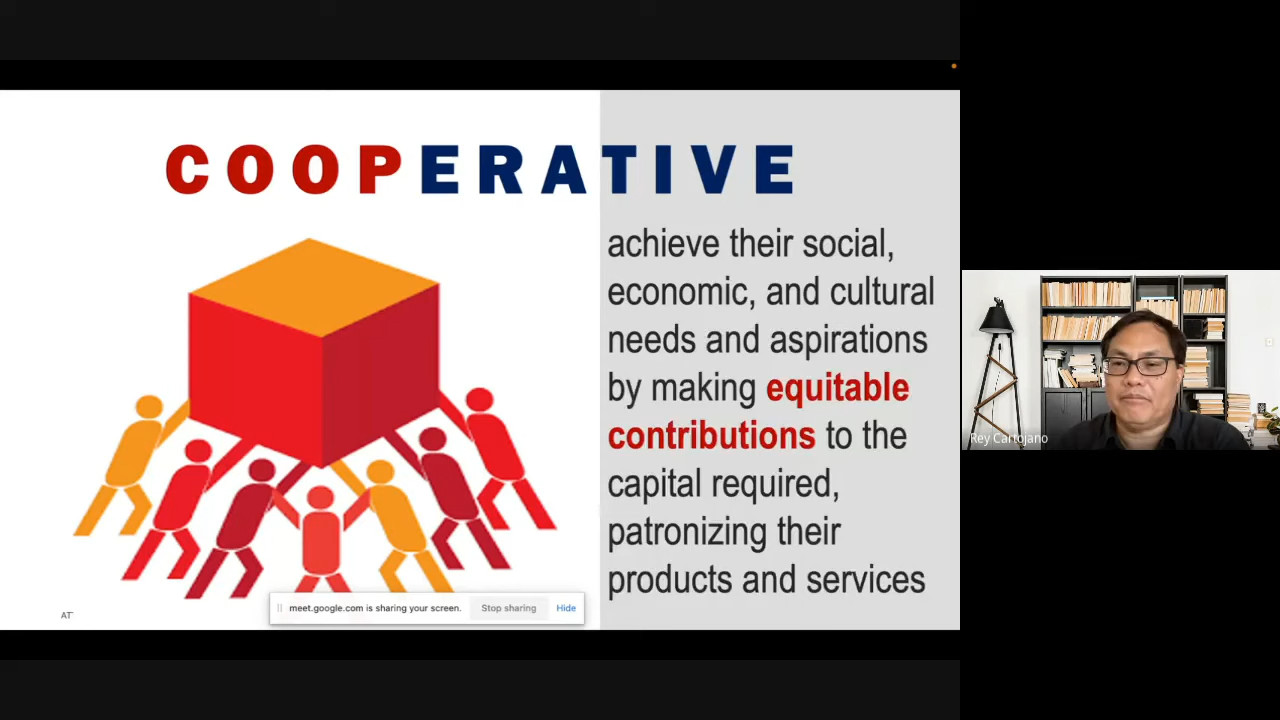 COOPERATIVE
achieve their social,
economic, and cultural
needs and aspirations
by making equitable
contributions to the
capital required,
patronizing their
products and services
meet.google.com is sharing your screen.
Stop sharing
Hide
AT
Rey Cartojano